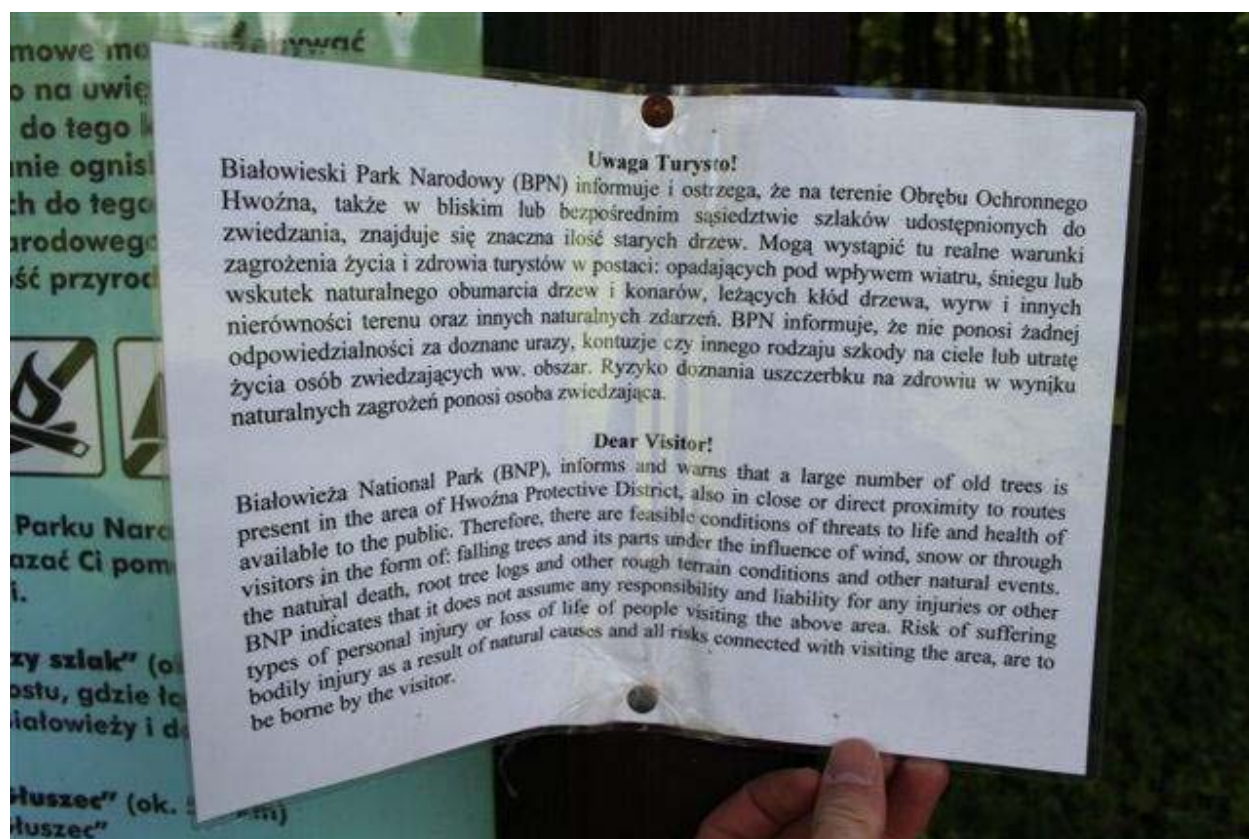 mowe
o na uwię
do tego
nie ognis
ch do tego
arodowego
ść przyrod
Parku Naro
azać Ci pom
i.
zy szlak" (o
ostu, gdzie
iałowieży i d
łuszec" (ok.
łuszec"
Uwaga Turysto!
Białowieski Park Narodowy (BPN) informuje i ostrzega, że na terenie Obrębu Ochronnego
Hwoźna, także w bliskim lub bezpośrednim sąsiedztwie szlaków udostępnionych do
zwiedzania, znajduje się znaczna ilość starych drzew. Mogą wystąpić tu realne warunki
zagrożenia życia i zdrowia turystów w postaci: opadających pod wpływem wiatru, śniegu lub
wskutek naturalnego obumarcia drzew i konarów, leżących kłód drzewa, wyrw i innych
nierówności terenu oraz innych naturalnych zdarzeń. BPN informuje, że nie ponosi żadnej
odpowiedzialności za doznane urazy, kontuzje czy innego rodzaju szkody na ciele lub utratę
życia osób zwiedzających ww. obszar. Ryzyko doznania uszczerbku na zdrowiu w wyniku
naturalnych zagrożeń ponosi osoba zwiedzająca.
Dear Visitor!
Białowieża National Park (BNP), informs and warns that a large number of old trees is
present in the area of Hwoźna Protective District, also in close or direct proximity to routes
available to the public. Therefore, there are feasible conditions of threats to life and health of
visitors in the form of: falling trees and its parts under the influence of wind, snow or through
the natural death, root tree logs and other rough terrain conditions and other natural events.
BNP indicates that it does not assume any responsibility and liability for any injuries or other
types of personal injury or loss of life of people visiting the above area. Risk of suffering
bodily injury as a result of natural causes and all risks connected with visiting the area, are to
be borne by the visitor.